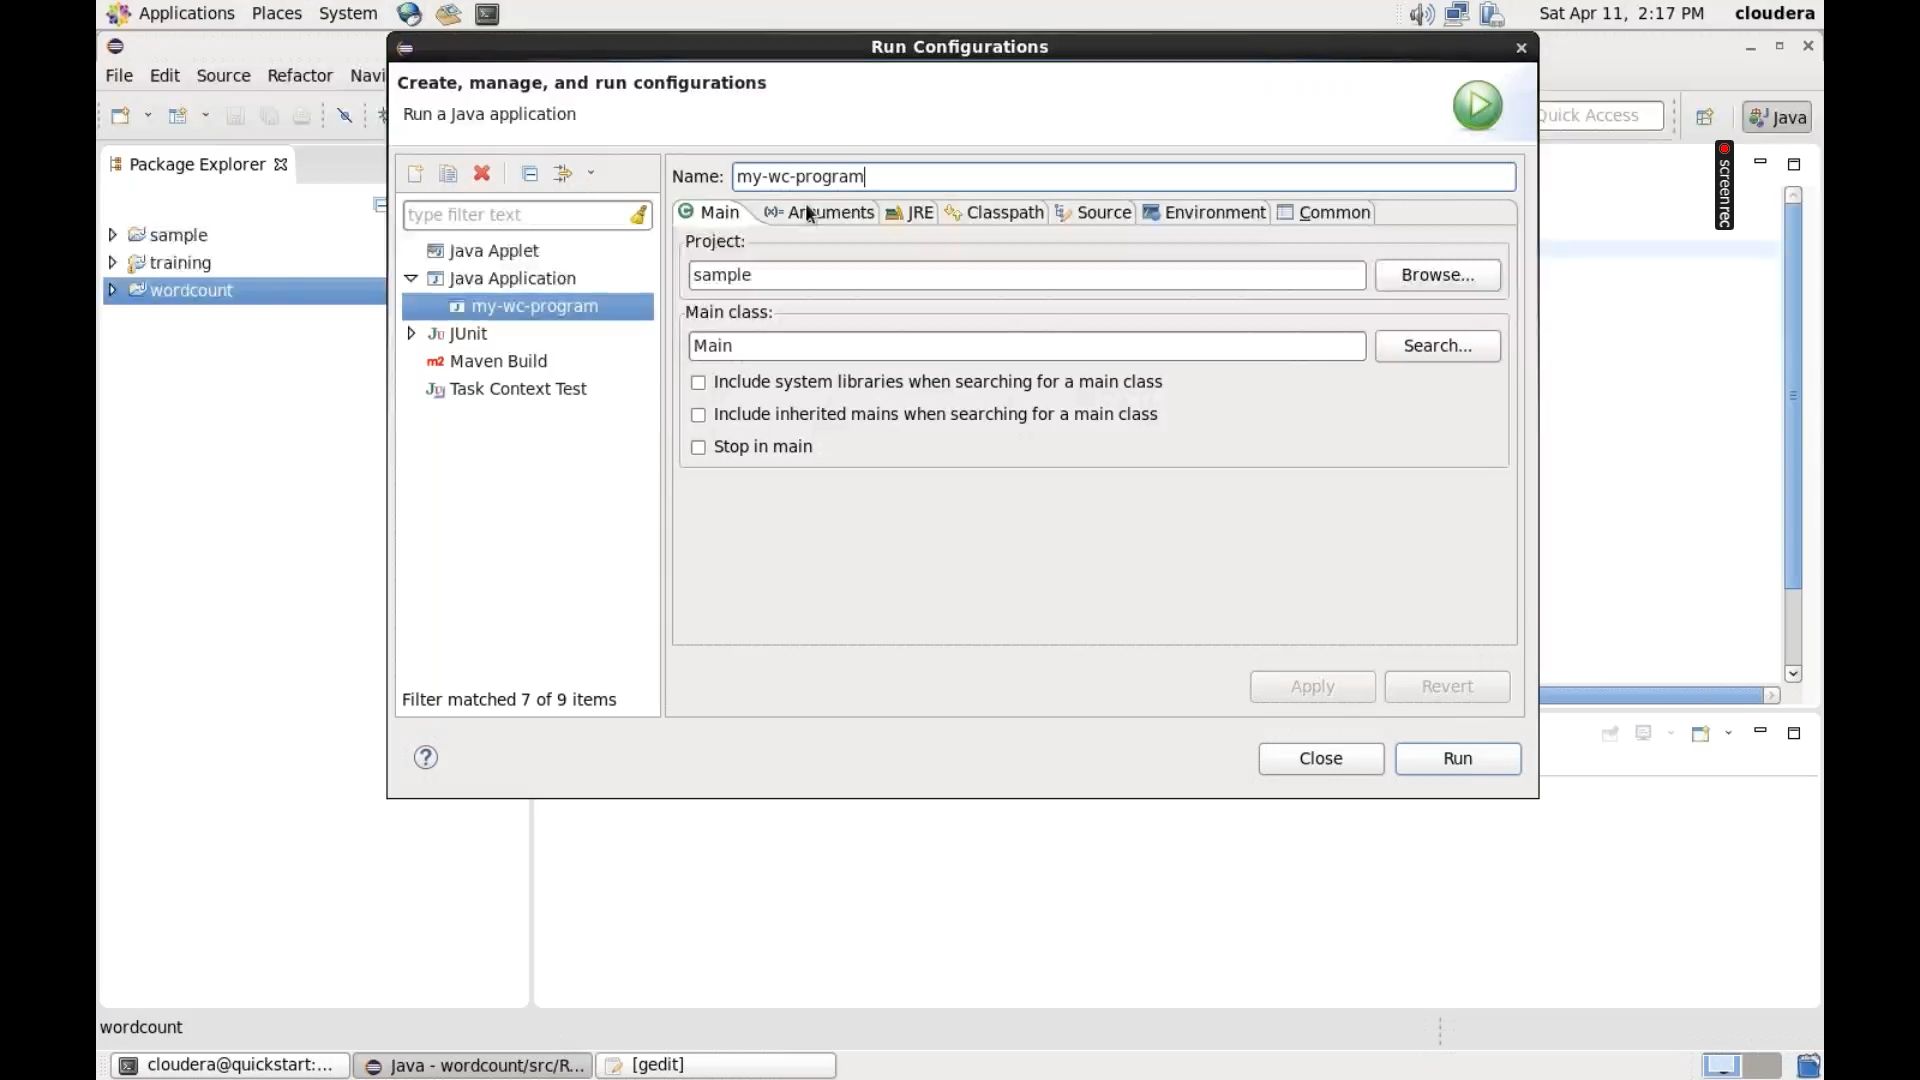 Applications Places System
Sat Apr 11, 2:17 PM cloudera
Run Configurations
File Edit Source Refactor Navi
Create, manage, and run configurations
Run a Java application
Quick Access
Java
Package Explorer
screenrec
Name: my-wc-program
type filter text
Main (x)= Arguments JRE Classpath Source Environment Common
sample
training
wordcount
Java Applet
Java Application
my-wc-program
JU JUnit
m2 Maven Build
Ju Task Context Test
Project:
sample
Browse...
Main class:
Main
Search...
Include system libraries when searching for a main class
Include inherited mains when searching for a main class
Stop in main
Filter matched 7 of 9 items
Apply Revert
?
Close Run
wordcount
cloudera@quickstart:... Java - wordcount/src/R... [gedit]